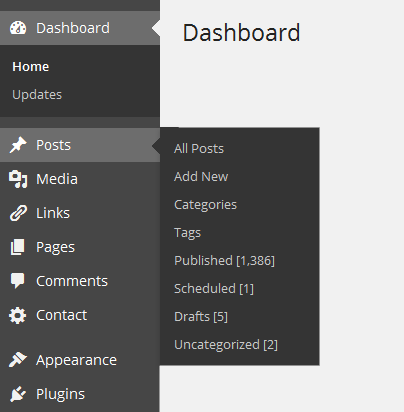 Dashboard
Dashboard
Home
Updates
Posts
Media
Links
Pages
Comments
Contact
Appearance
Plugins
All Posts
Add New
Categories
Tags
Published [1,386]
Scheduled [1]
Drafts [5]
Uncategorized [2]